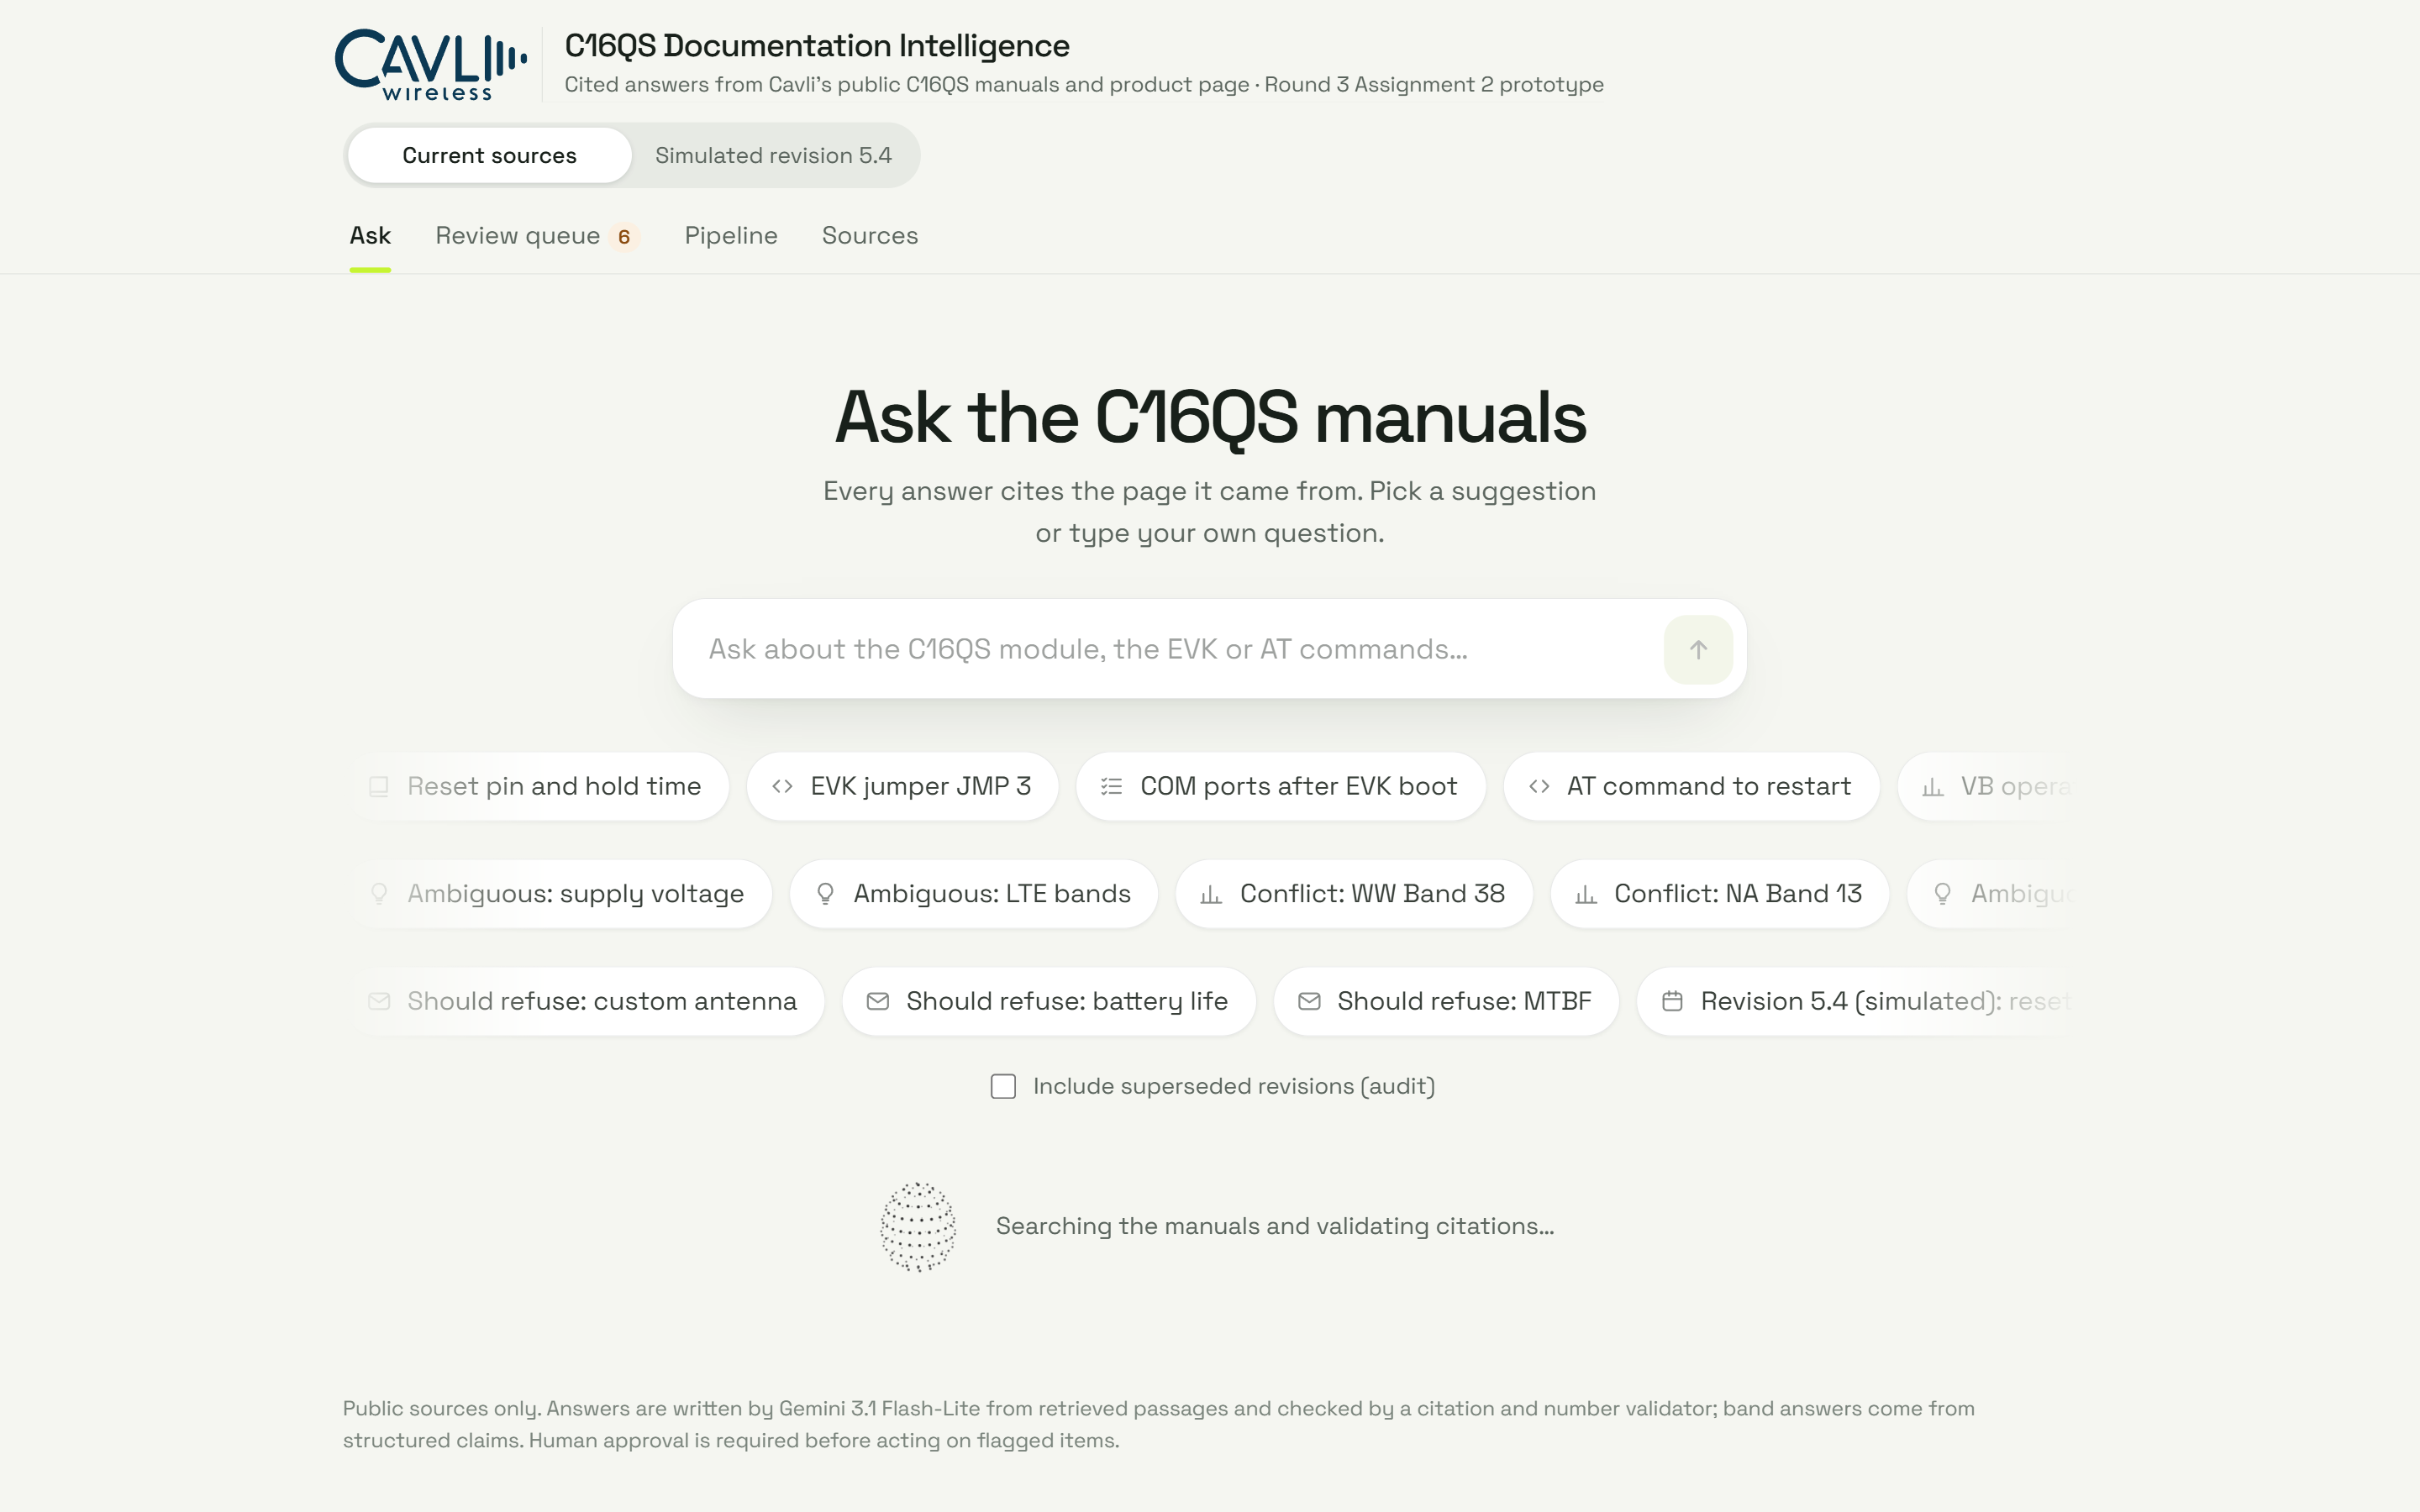 CAVLI
wireless
C16QS Documentation Intelligence
Cited answers from Cavli's public C16QS manuals and product page · Round 3 Assignment 2 prototype
Current sources
Simulated revision 5.4
Ask
Review queue 6
Pipeline
Sources
Ask the C16QS manuals
Every answer cites the page it came from. Pick a suggestion
or type your own question.
Ask about the C16QS module, the EVK or AT commands...
Reset pin and hold time
EVK jumper JMP 3
COM ports after EVK boot
AT command to restart
VB opera
Ambiguous: supply voltage
Ambiguous: LTE bands
Conflict: WW Band 38
Conflict: NA Band 13
Ambiguo
Should refuse: custom antenna
Should refuse: battery life
Should refuse: MTBF
Revision 5.4 (simulated): reset
Include superseded revisions (audit)
Searching the manuals and validating citations...
Public sources only. Answers are written by Gemini 3.1 Flash-Lite from retrieved passages and checked by a citation and number validator; band answers come from
structured claims. Human approval is required before acting on flagged items.